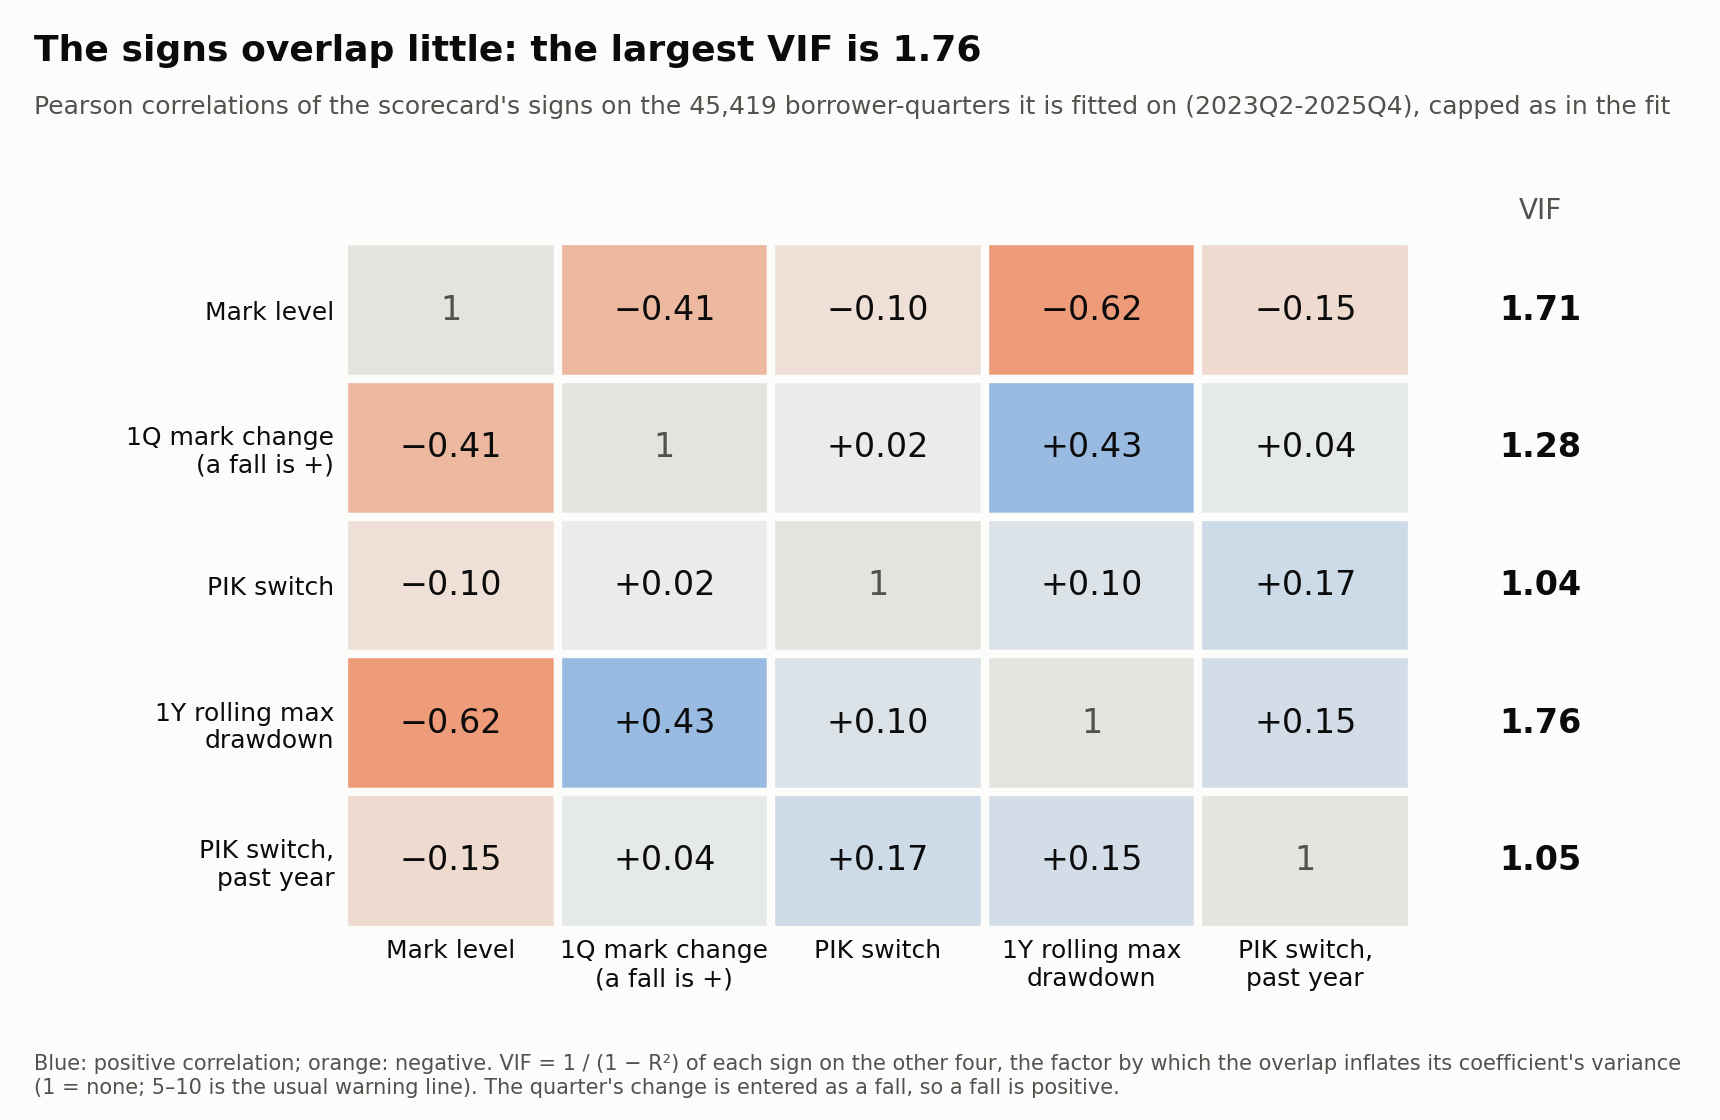 The signs overlap little: the largest VIF is 1.76
Pearson correlations of the scorecard's signs on the 45,419 borrower-quarters it is fitted on (2023Q2-2025Q4), capped as in the fit
VIF
Mark level 1 −0.41 −0.10 −0.62 −0.15 1.71
1Q mark change
(a fall is +) −0.41 1 +0.02 +0.43 +0.04 1.28
PIK switch −0.10 +0.02 1 +0.10 +0.17 1.04
1Y rolling max
drawdown −0.62 +0.43 +0.10 1 +0.15 1.76
PIK switch,
past year −0.15 +0.04 +0.17 +0.15 1 1.05
Mark level 1Q mark change PIK switch 1Y rolling max PIK switch,
(a fall is +) drawdown past year
Blue: positive correlation; orange: negative. VIF = 1 / (1 − R²) of each sign on the other four, the factor by which the overlap inflates its coefficient's variance
(1 = none; 5–10 is the usual warning line). The quarter's change is entered as a fall, so a fall is positive.